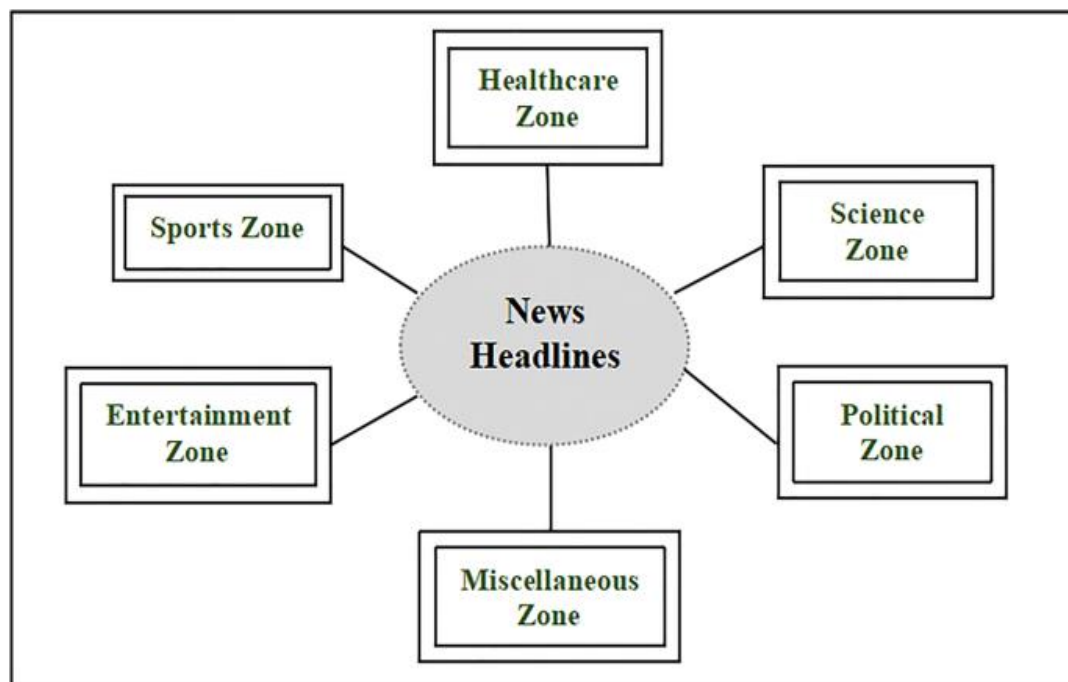 Healthcare
Zone
Sports Zone
Science
Zone
News
Headlines
Entertainment
Zone
Political
Zone
Miscellaneous
Zone